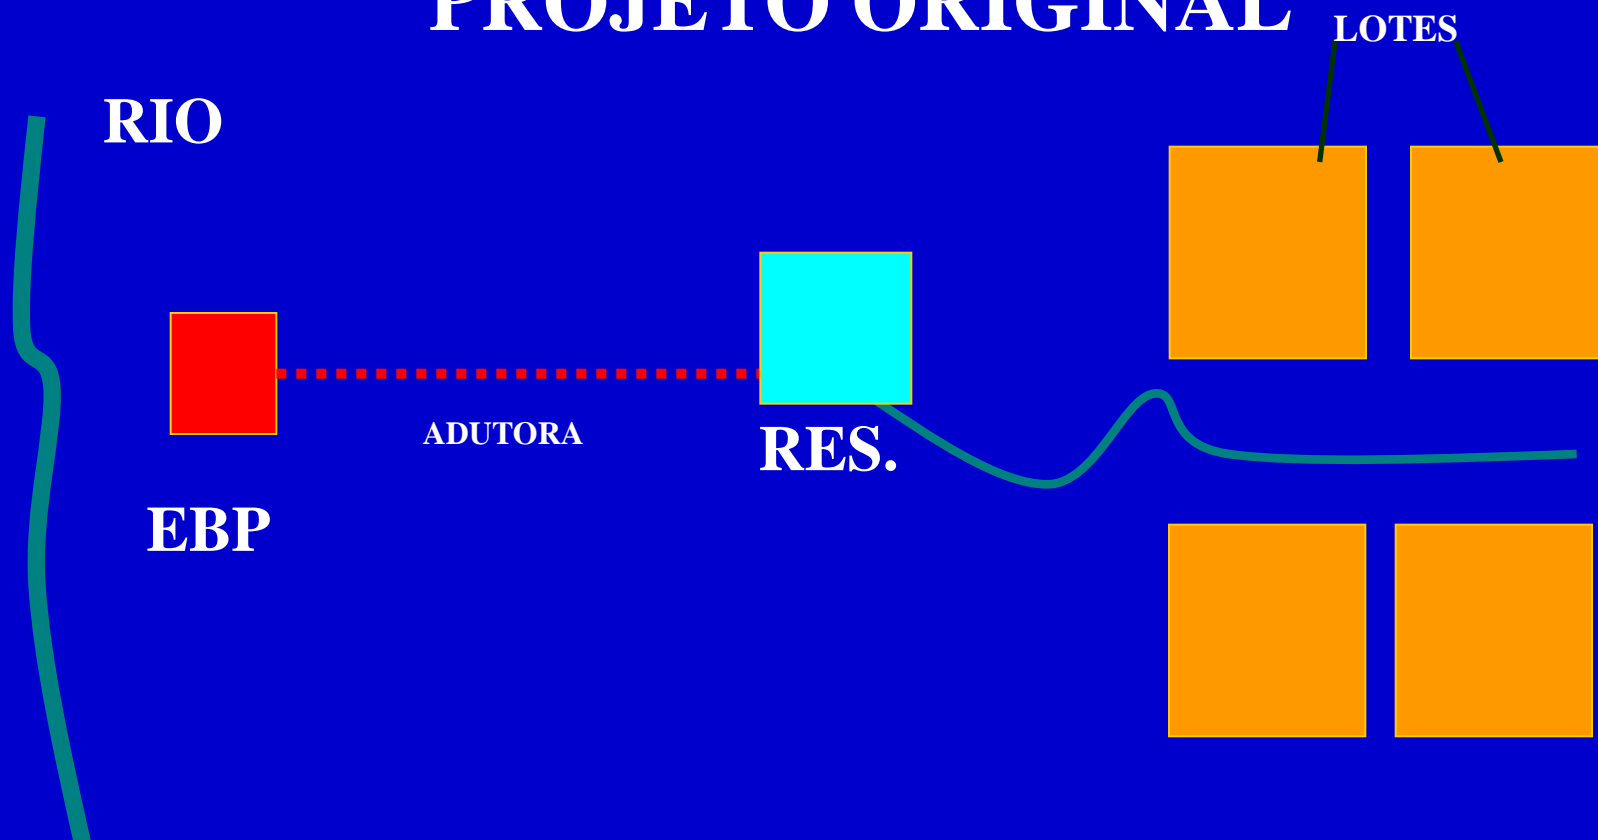 PROJETO ORIGINAL
LOTES
RIO
ADUTORA
RES.
EBP